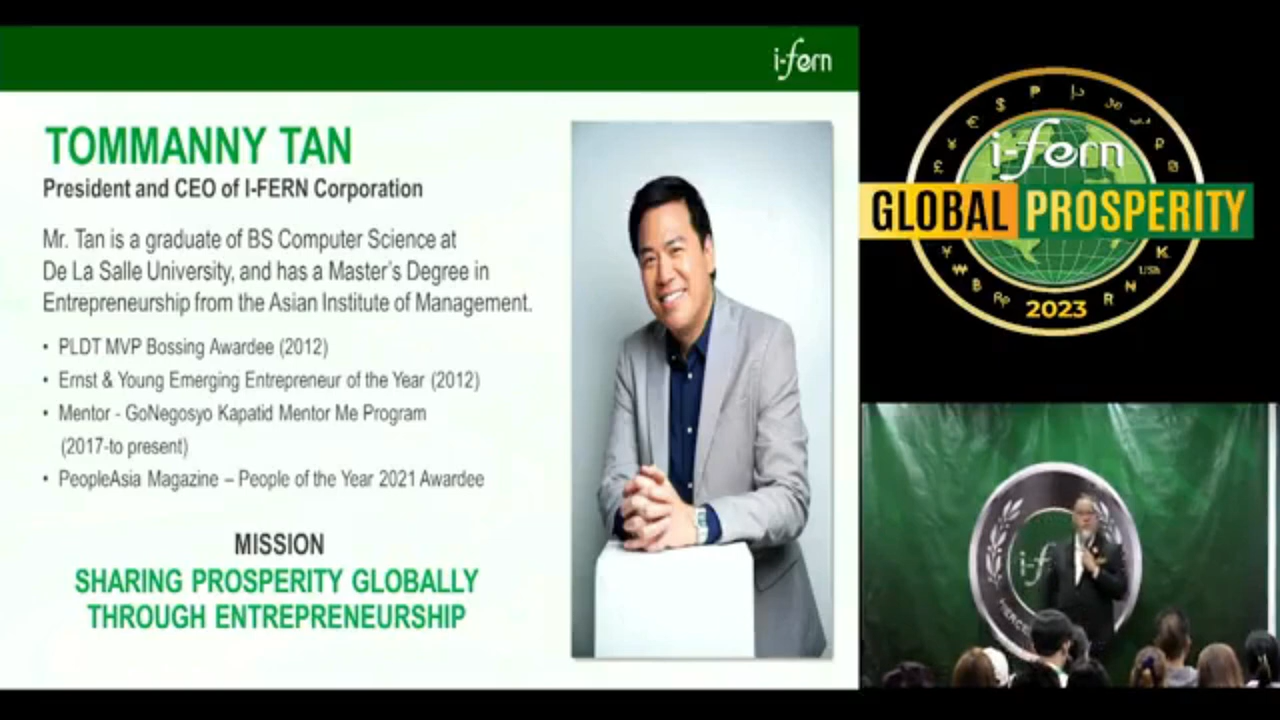 i-fern
TOMMANNY TAN
President and CEO of I-FERN Corporation
Mr. Tan is a graduate of BS Computer Science at
De La Salle University, and has a Master's Degree in
Entrepreneurship from the Asian Institute of Management.
• PLDT MVP Bossing Awardee (2012)
• Ernst & Young Emerging Entrepreneur of the Year (2012)
• Mentor - GoNegosyo Kapatid Mentor Me Program
(2017-to present)
• PeopleAsia Magazine – People of the Year 2021 Awardee
MISSION
SHARING PROSPERITY GLOBALLY
THROUGH ENTREPRENEURSHIP
i-fern
GLOBAL PROSPERITY
2023
i-f